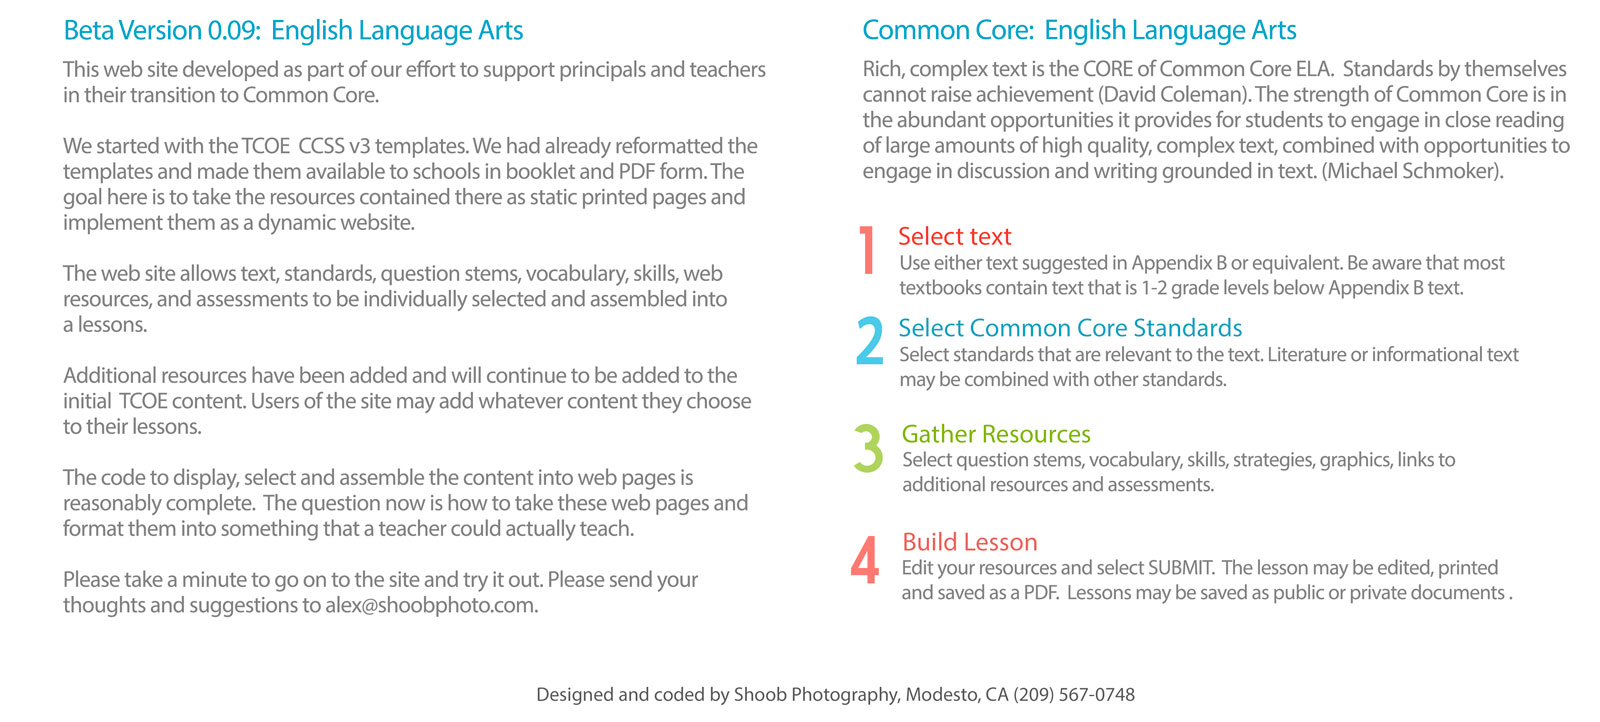 Beta Version 0.09:  English Language Arts
This web site developed as part of our effort to support principals and teachers
in their transition to Common Core.
We started with the TCOE  CCSS v3 templates. We had already reformatted the
templates and made them available to schools in booklet and PDF form. The
goal here is to take the resources contained there as static printed pages and
implement them as a dynamic website.
The web site allows text, standards, question stems, vocabulary, skills, web
resources, and assessments to be individually selected and assembled into
a lessons.
Additional resources have been added and will continue to be added to the
initial  TCOE content. Users of the site may add whatever content they choose
to their lessons.
The code to display, select and assemble the content into web pages is
reasonably complete.  The question now is how to take these web pages and
format them into something that a teacher could actually teach.
Please take a minute to go on to the site and try it out. Please send your
thoughts and suggestions to alex@shoobphoto.com.
Common Core:  English Language Arts
Rich, complex text is the CORE of Common Core ELA.  Standards by themselves
cannot raise achievement (David Coleman). The strength of Common Core is in
the abundant opportunities it provides for students to engage in close reading
of large amounts of high quality, complex text, combined with opportunities to
engage in discussion and writing grounded in text. (Michael Schmoker).
1 Select text
Use either text suggested in Appendix B or equivalent. Be aware that most
textbooks contain text that is 1-2 grade levels below Appendix B text.
2 Select Common Core Standards
Select standards that are relevant to the text. Literature or informational text
may be combined with other standards.
3 Gather Resources
Select question stems, vocabulary, skills, strategies, graphics, links to
additional resources and assessments.
4 Build Lesson
Edit your resources and select SUBMIT.  The lesson may be edited, printed
and saved as a PDF.  Lessons may be saved as public or private documents .
Designed and coded by Shoob Photography, Modesto, CA (209) 567-0748